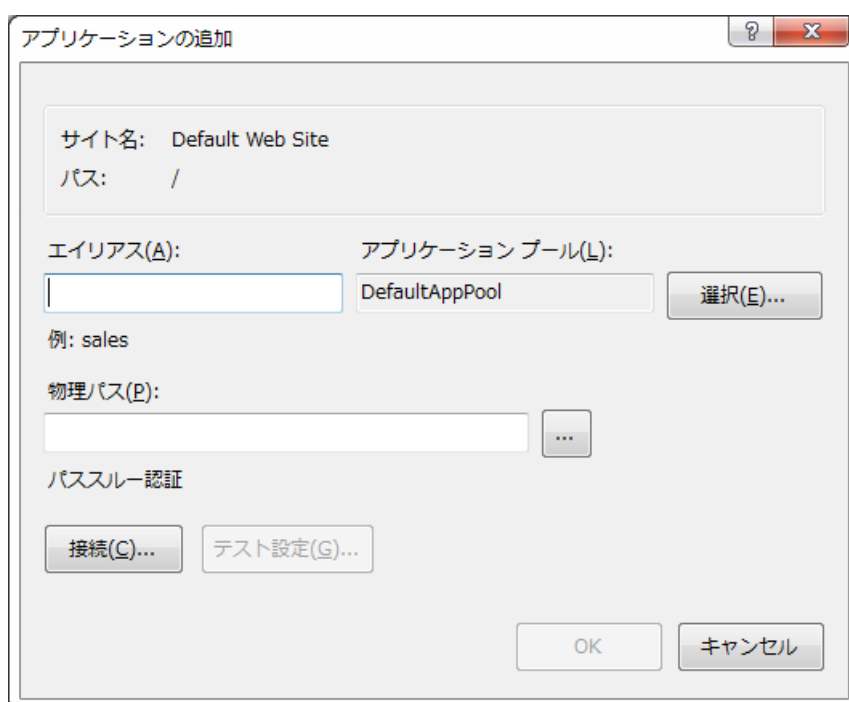 アプリケーションの追加
サイト名: Default Web Site
パス: /
エイリアス(A): アプリケーション プール(L):
DefaultAppPool 選択(E)...
例: sales
物理パス(P):
...
パススルー認証
接続(C)... テスト設定(G)...
OK キャンセル